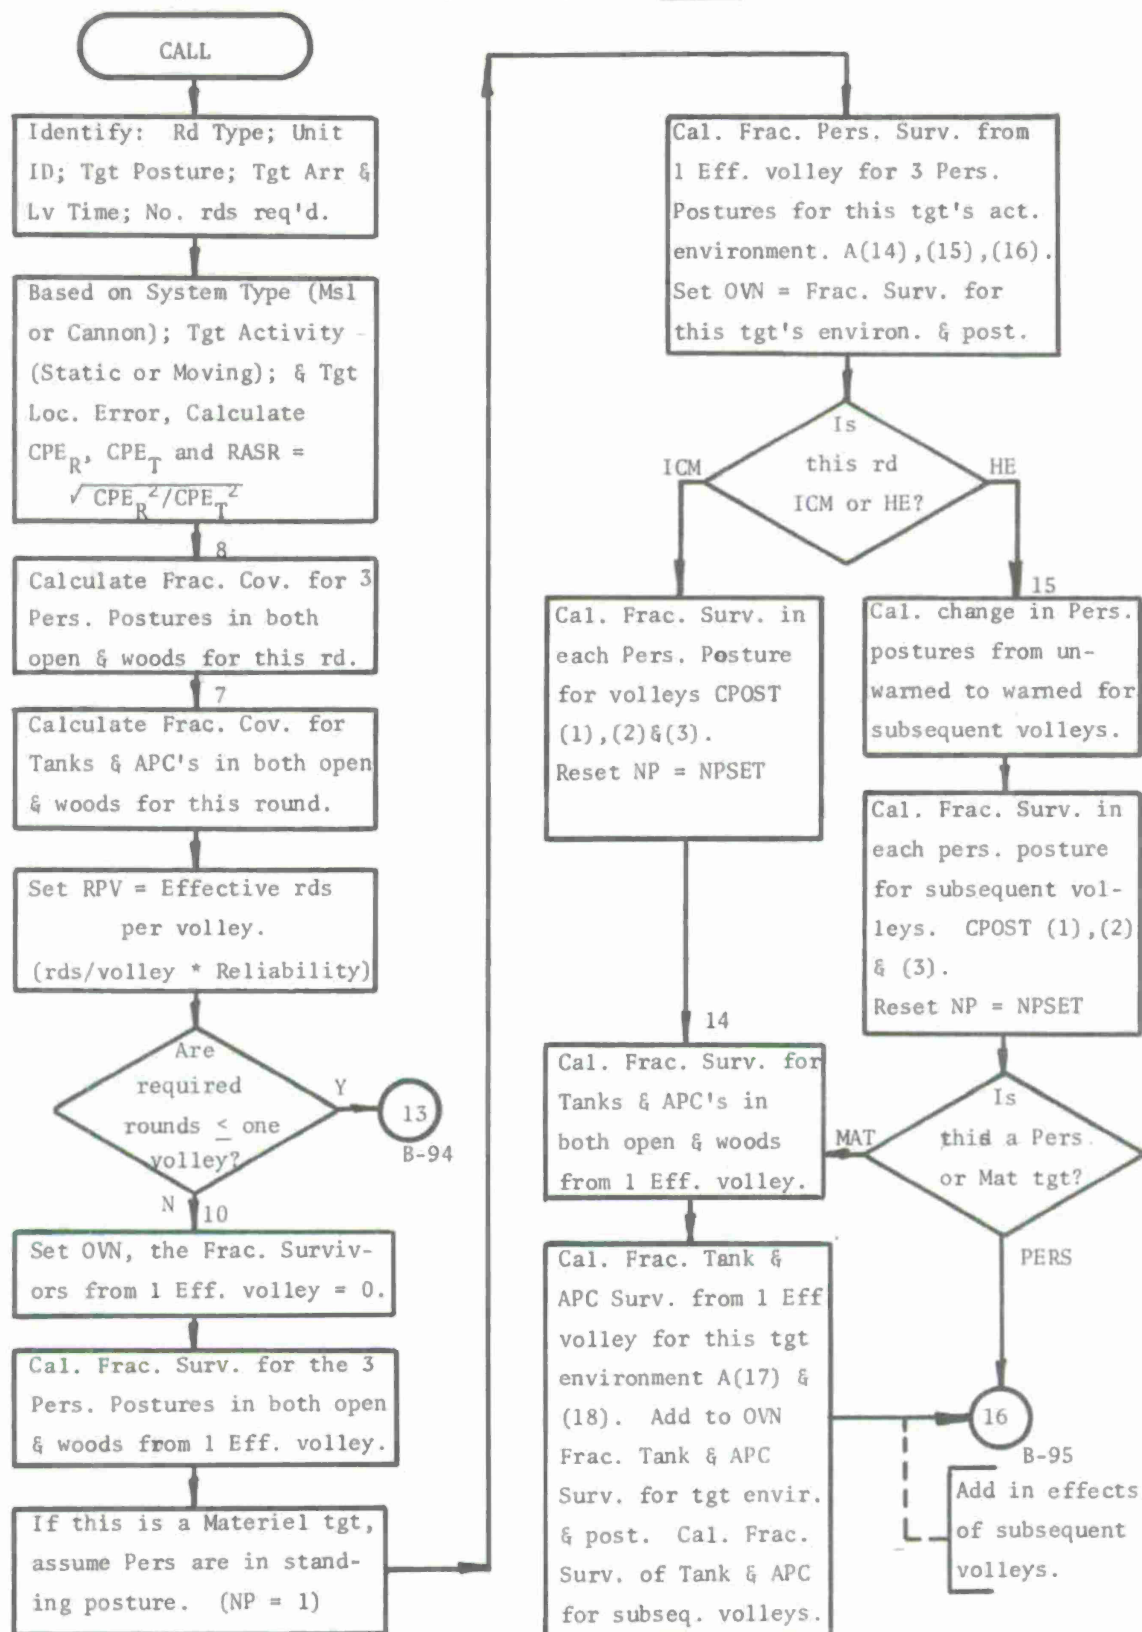 CALL
Identify: Rd Type; Unit
ID; Tgt Posture; Tgt Arr &
Lv Time; No. rds req'd.
Based on System Type (Msl
or Cannon); Tgt Activity
(Static or Moving); & Tgt
Loc. Error, Calculate
CPE_R, CPE_T and RASR =
√CPE_R²/CPE_T²
8
Calculate Frac. Cov. for 3
Pers. Postures in both
open & woods for this rd.
7
Calculate Frac. Cov. for
Tanks & APC's in both open
& woods for this round.
Set RPV = Effective rds
per volley.
(rds/volley * Reliability)
Are
required
rounds ≤ one
volley?
Y
13
B-94
N
10
Set OVN, the Frac. Surviv-
ors from 1 Eff. volley = 0.
Cal. Frac. Surv. for the 3
Pers. Postures in both open
& woods from 1 Eff. volley.
If this is a Materiel tgt,
assume Pers are in stand-
ing posture. (NP = 1)
Cal. Frac. Pers. Surv. from
1 Eff. volley for 3 Pers.
Postures for this tgt's act.
environment. A(14),(15),(16).
Set OVN = Frac. Surv. for
this tgt's environ. & post.
Is
this rd
ICM or HE?
ICM
HE
Cal. Frac. Surv. in
each Pers. Posture
for volleys CPOST
(1),(2)&(3).
Reset NP = NPSET
15
Cal. change in Pers.
postures from un-
warned to warned for
subsequent volleys.
Cal. Frac. Surv. in
each pers. posture
for subsequent vol-
leys. CPOST (1),(2)
& (3).
Reset NP = NPSET
Is
this a Pers.
or Mat tgt?
MAT
PERS
14
Cal. Frac. Surv. for
Tanks & APC's in
both open & woods
from 1 Eff. volley.
Cal. Frac. Tank &
APC Surv. from 1 Eff
volley for this tgt
environment A(17) &
(18). Add to OVN
Frac. Tank & APC
Surv. for tgt envir.
& post. Cal. Frac.
Surv. of Tank & APC
for subseq. volleys.
16
B-95
Add in effects
of subsequent
volleys.